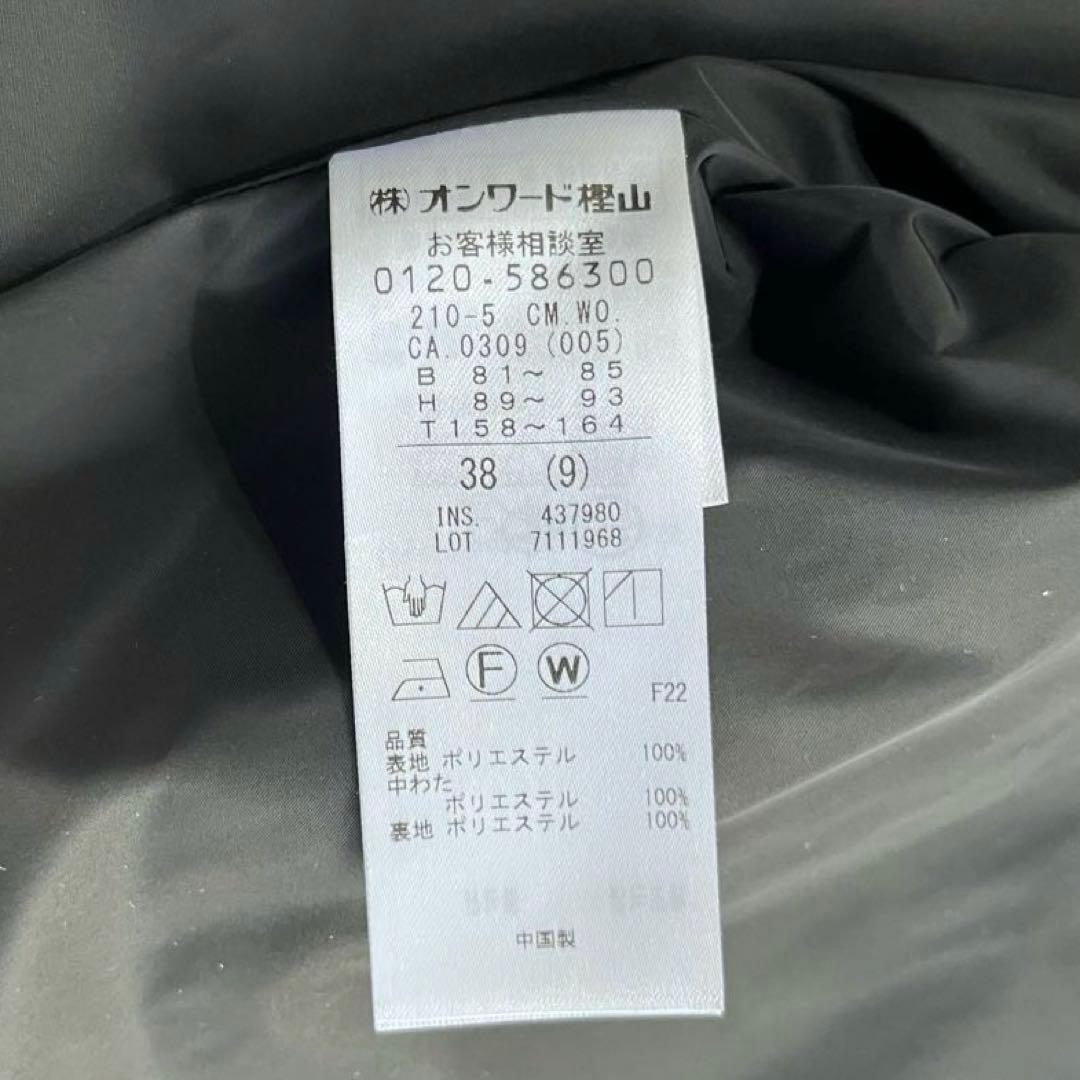 ㈱オンワード樫山
お客様相談室
0120-586300
210-5 CM.WO.
CA.0309 (005)
B 81～ 85
H 89～ 93
T 158～164
38 (9)
INS. 437980
LOT 7111968
F W
F22
品質
表地 ポリエステル 100%
中わた
ポリエステル 100%
裏地 ポリエステル 100%
中国製